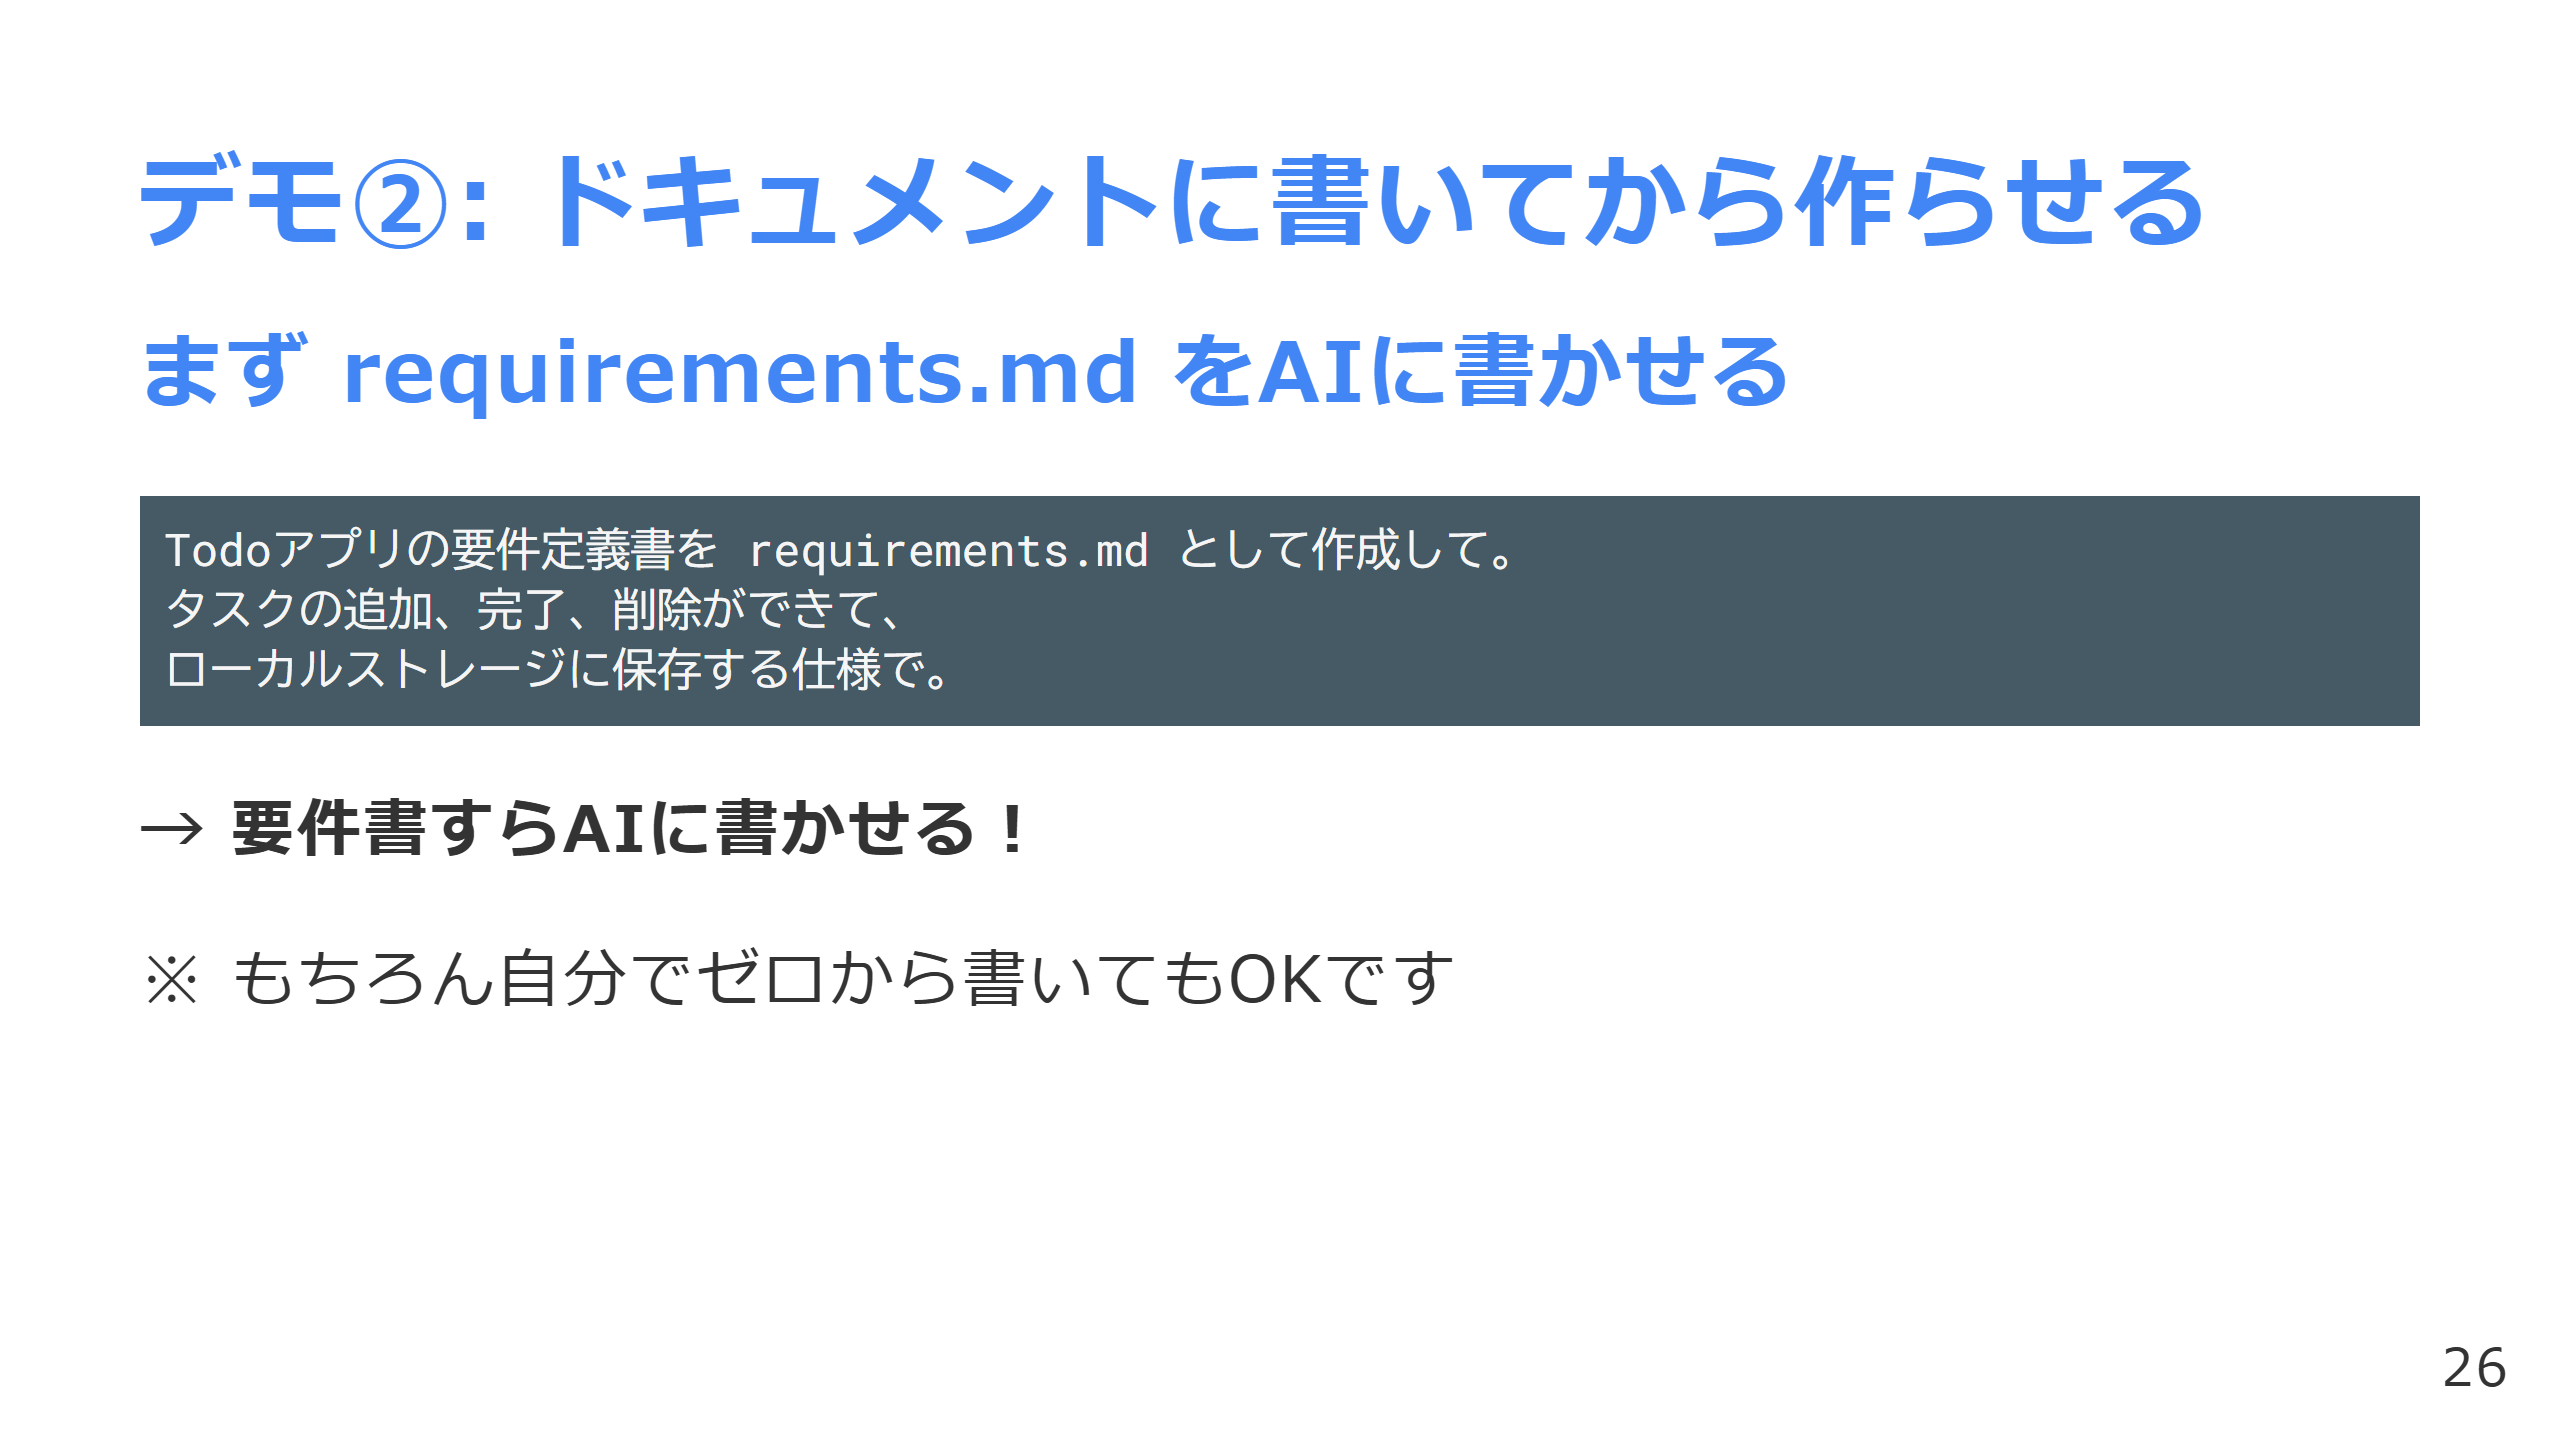 デモ②: ドキュメントに書いてから作らせる
まず requirements.md をAIに書かせる
Todoアプリの要件定義書を requirements.md として作成して。
タスクの追加、完了、削除ができて、
ローカルストレージに保存する仕様で。
→ 要件書すらAIに書かせる！
※ もちろん自分でゼロから書いてもOKです
26